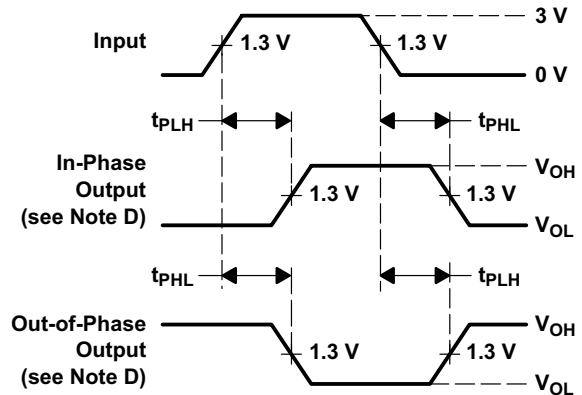 3 V
Input
1.3 V
1.3 V
0 V
tPLH
tPHL
In-Phase
Output
(see Note D)
VOH
1.3 V
1.3 V
VOL
tPHL
tPLH
Out-of-Phase
Output
(see Note D)
VOH
1.3 V
1.3 V
VOL